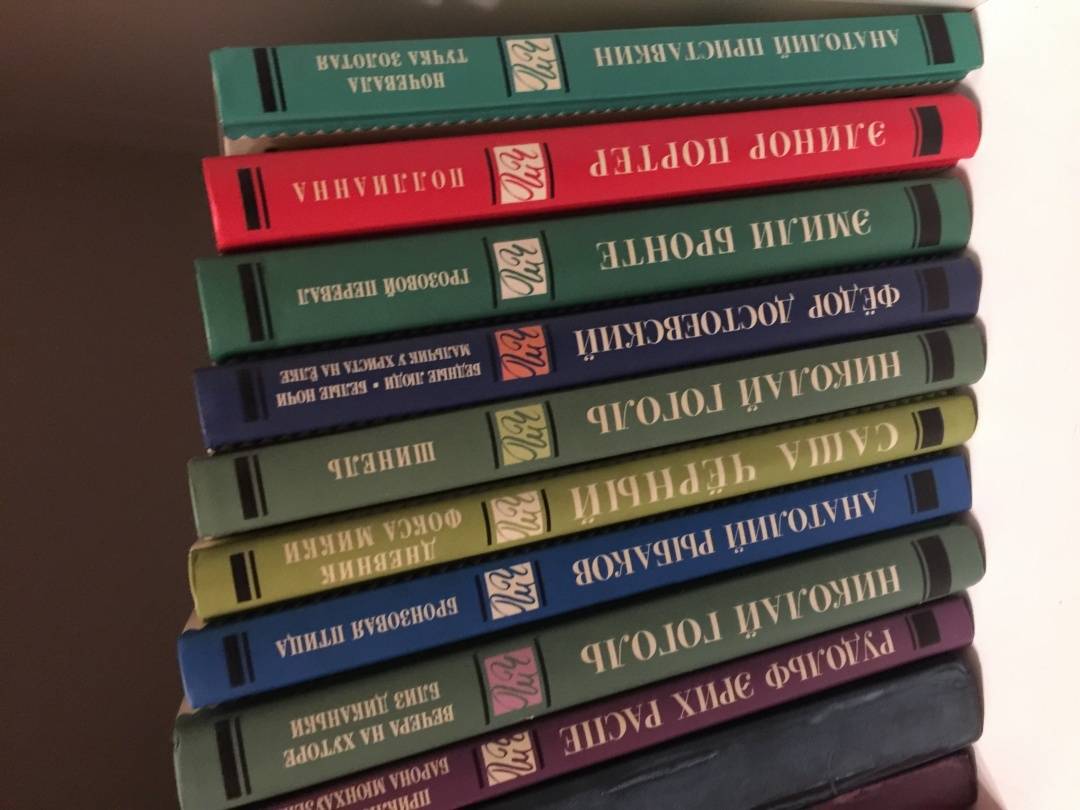 АНАТОЛИЙ ПРИСТАВКИН
НОЧЕВАЛА
ТУЧКА ЗОЛОТАЯ
ЭЛИНОР ПОРТЕР
ПОЛЛИАННА
ЭМИЛИ БРОНТЕ
ГРОЗОВОЙ ПЕРЕВАЛ
ФЁДОР ДОСТОЕВСКИЙ
БЕДНЫЕ ЛЮДИ • БЕЛЫЕ НОЧИ
МАЛЬЧИК У ХРИСТА НА ЁЛКЕ
НИКОЛАЙ ГОГОЛЬ
ШИНЕЛЬ
САША ЧЁРНЫЙ
ДНЕВНИК
ФОКСА МИККИ
АНАТОЛИЙ РЫБАКОВ
БРОНЗОВАЯ ПТИЦА
НИКОЛАЙ ГОГОЛЬ
ВЕЧЕРА НА ХУТОРЕ
БЛИЗ ДИКАНЬКИ
РУДОЛЬФ ЭРИХ РАСПЕ
БАРОНА